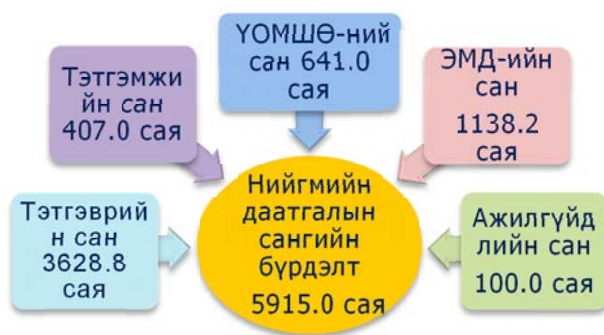 ҮОМШӨ-ний
сан 641.0
сая
Тэтгэмжи
йн сан
407.0 сая
ЭМД-ийн
сан
1138.2
сая
Тэтгэврий
н сан
3628.8
сая
Нийгмийн
даатгалын
сангийн
бүрдэлт
5915.0 сая
Ажилгүйд
лийн сан
100.0 сая